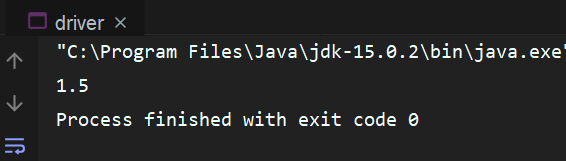 driver
"C:\Program Files\Java\jdk-15.0.2\bin\java.exe"
1.5
Process finished with exit code 0